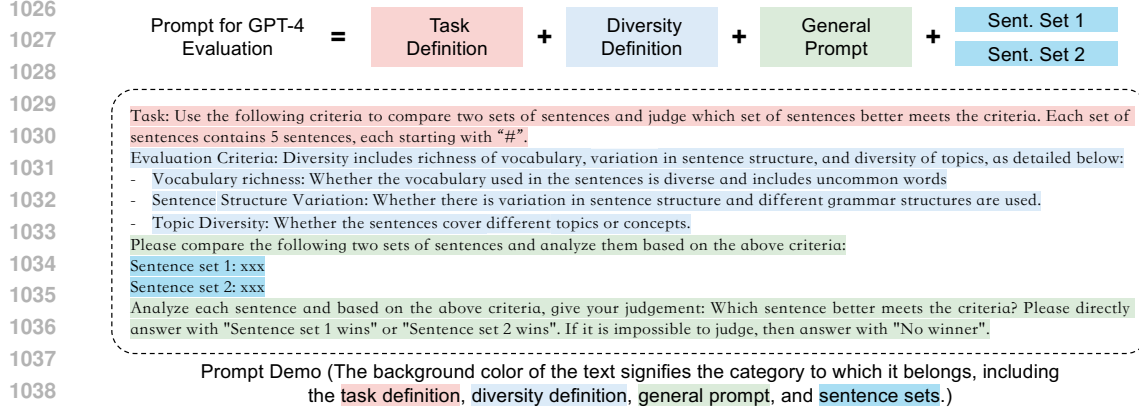 1026
1027
1028
1029
1030
1031
1032
1033
1034
1035
1036
1037
1038
Prompt for GPT-4
Evaluation
=
Task
Definition
+
Diversity
Definition
+
General
Prompt
+
Sent. Set 1
Sent. Set 2
Task: Use the following criteria to compare two sets of sentences and judge which set of sentences better meets the criteria. Each set of
sentences contains 5 sentences, each starting with “#”.
Evaluation Criteria: Diversity includes richness of vocabulary, variation in sentence structure, and diversity of topics, as detailed below:
- Vocabulary richness: Whether the vocabulary used in the sentences is diverse and includes uncommon words
- Sentence Structure Variation: Whether there is variation in sentence structure and different grammar structures are used.
- Topic Diversity: Whether the sentences cover different topics or concepts.
Please compare the following two sets of sentences and analyze them based on the above criteria:
Sentence set 1: xxx
Sentence set 2: xxx
Analyze each sentence and based on the above criteria, give your judgement: Which sentence better meets the criteria? Please directly
answer with "Sentence set 1 wins" or "Sentence set 2 wins". If it is impossible to judge, then answer with "No winner".
Prompt Demo (The background color of the text signifies the category to which it belongs, including
the task definition, diversity definition, general prompt, and sentence sets.)